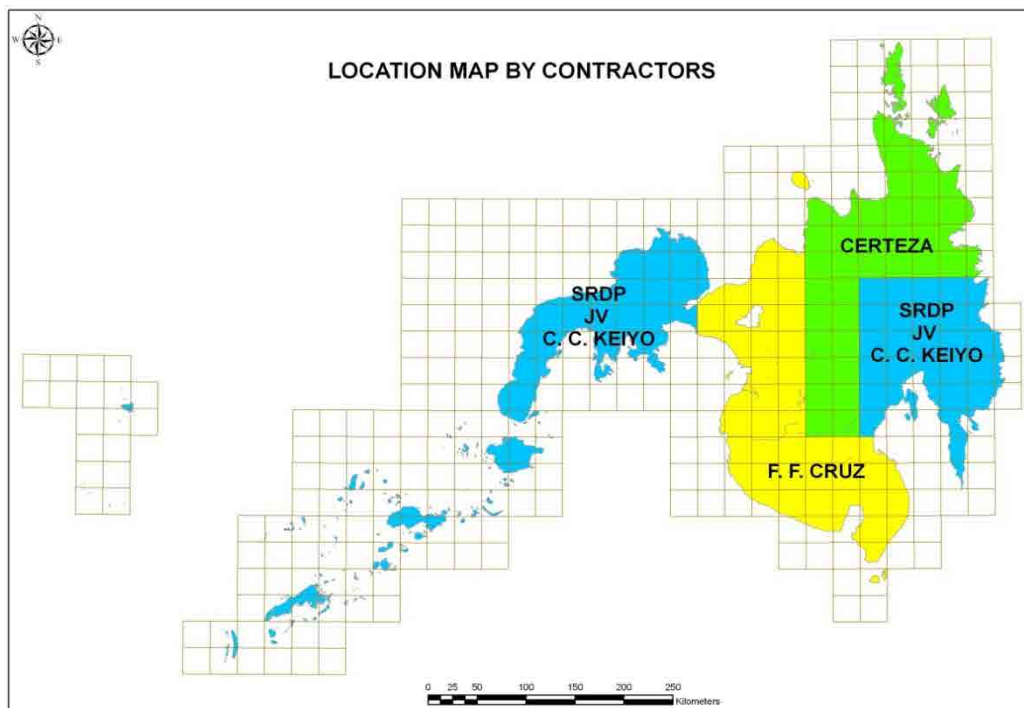 N
W E
S
LOCATION MAP BY CONTRACTORS
CERTEZA
SRDP
JV
C. C. KEIYO
SRDP
JV
C. C. KEIYO
F. F. CRUZ
0 25 50 100 150 200 250
Kilometers